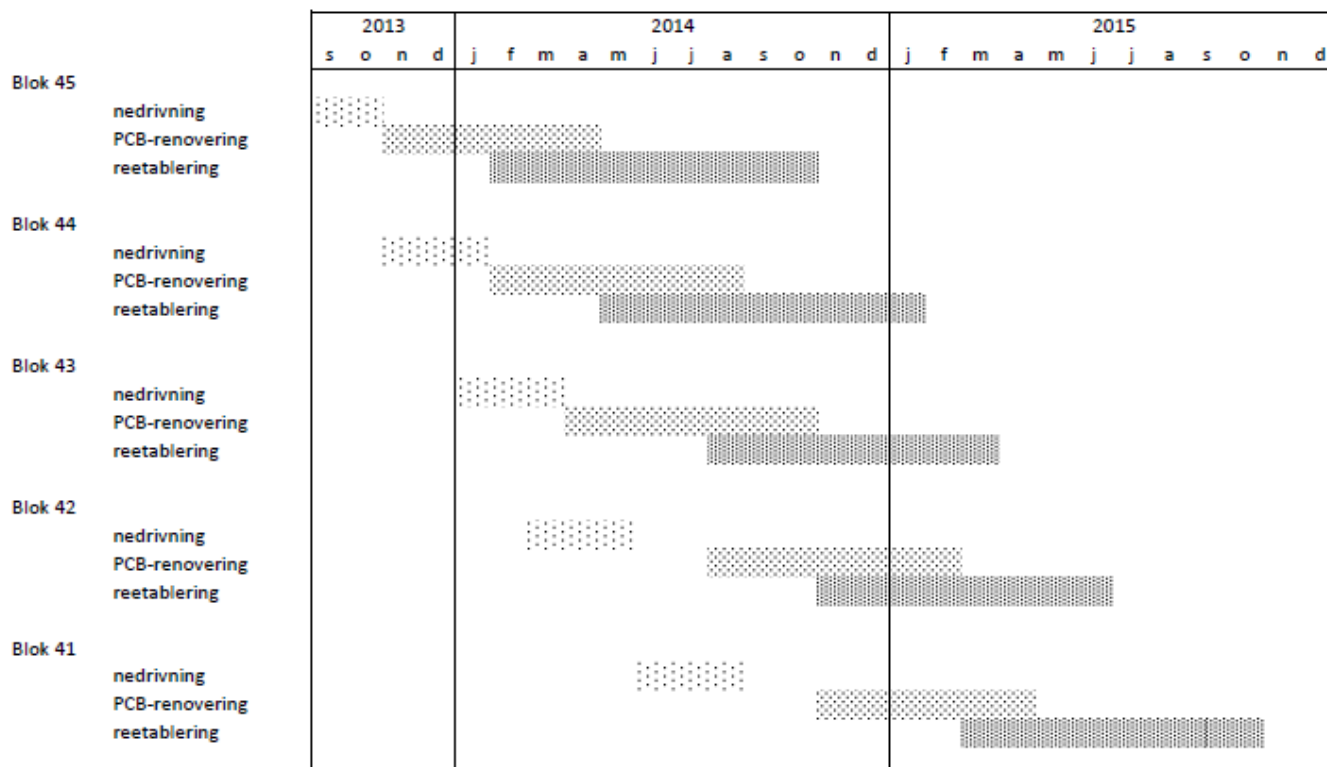 2013 2014 2015
s o n d j f m a m j j a s o n d j f m a m j j a s o n d
Blok 45
nedrivning
PCB-renovering
reetablering
Blok 44
nedrivning
PCB-renovering
reetablering
Blok 43
nedrivning
PCB-renovering
reetablering
Blok 42
nedrivning
PCB-renovering
reetablering
Blok 41
nedrivning
PCB-renovering
reetablering